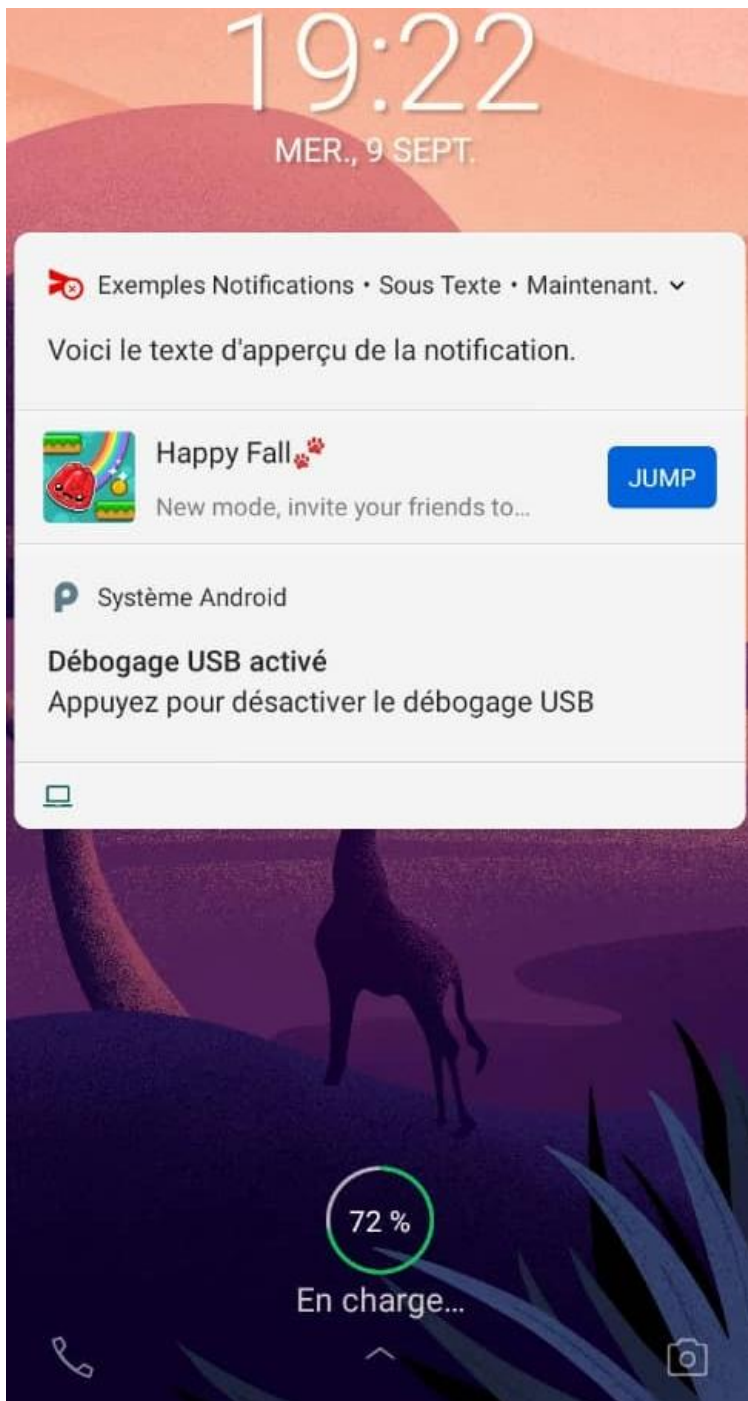 19:22
MER., 9 SEPT.
Exemples Notifications • Sous Texte • Maintenant.
Voici le texte d'apperçu de la notification.
Happy Fall🐾
JUMP
New mode, invite your friends to...
Système Android
Débogage USB activé
Appuyez pour désactiver le débogage USB
72 %
En charge...